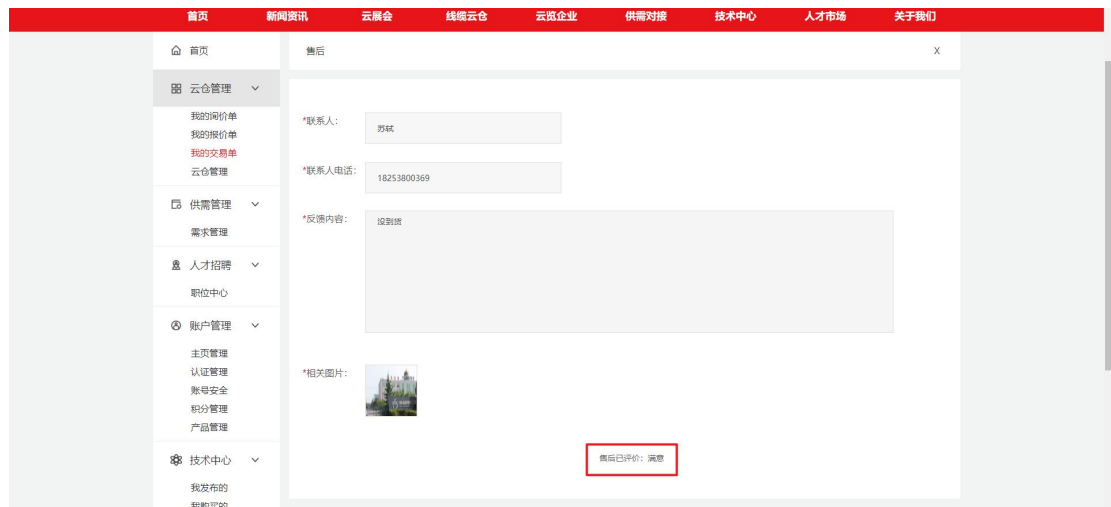 首页 新闻资讯 云展会 线缆云仓 云览企业 供需对接 技术中心 人才市场 关于我们
首页
云仓管理
我的询价单
我的报价单
我的交易单
云仓管理
供需管理
需求管理
人才招聘
职位中心
账户管理
主页管理
认证管理
账号安全
积分管理
产品管理
技术中心
我发布的
我购买的
售后 X
*联系人: 苏轼
*联系人电话: 18253800369
*反馈内容: 没到货
*相关图片:
售后已评价: 满意